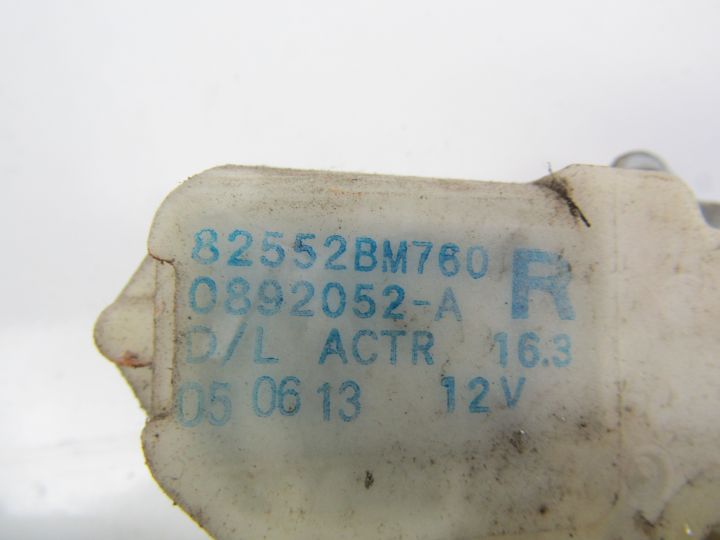 82552BM760
0892052-A R
D/L ACTR 16.3
05 06 13 12V